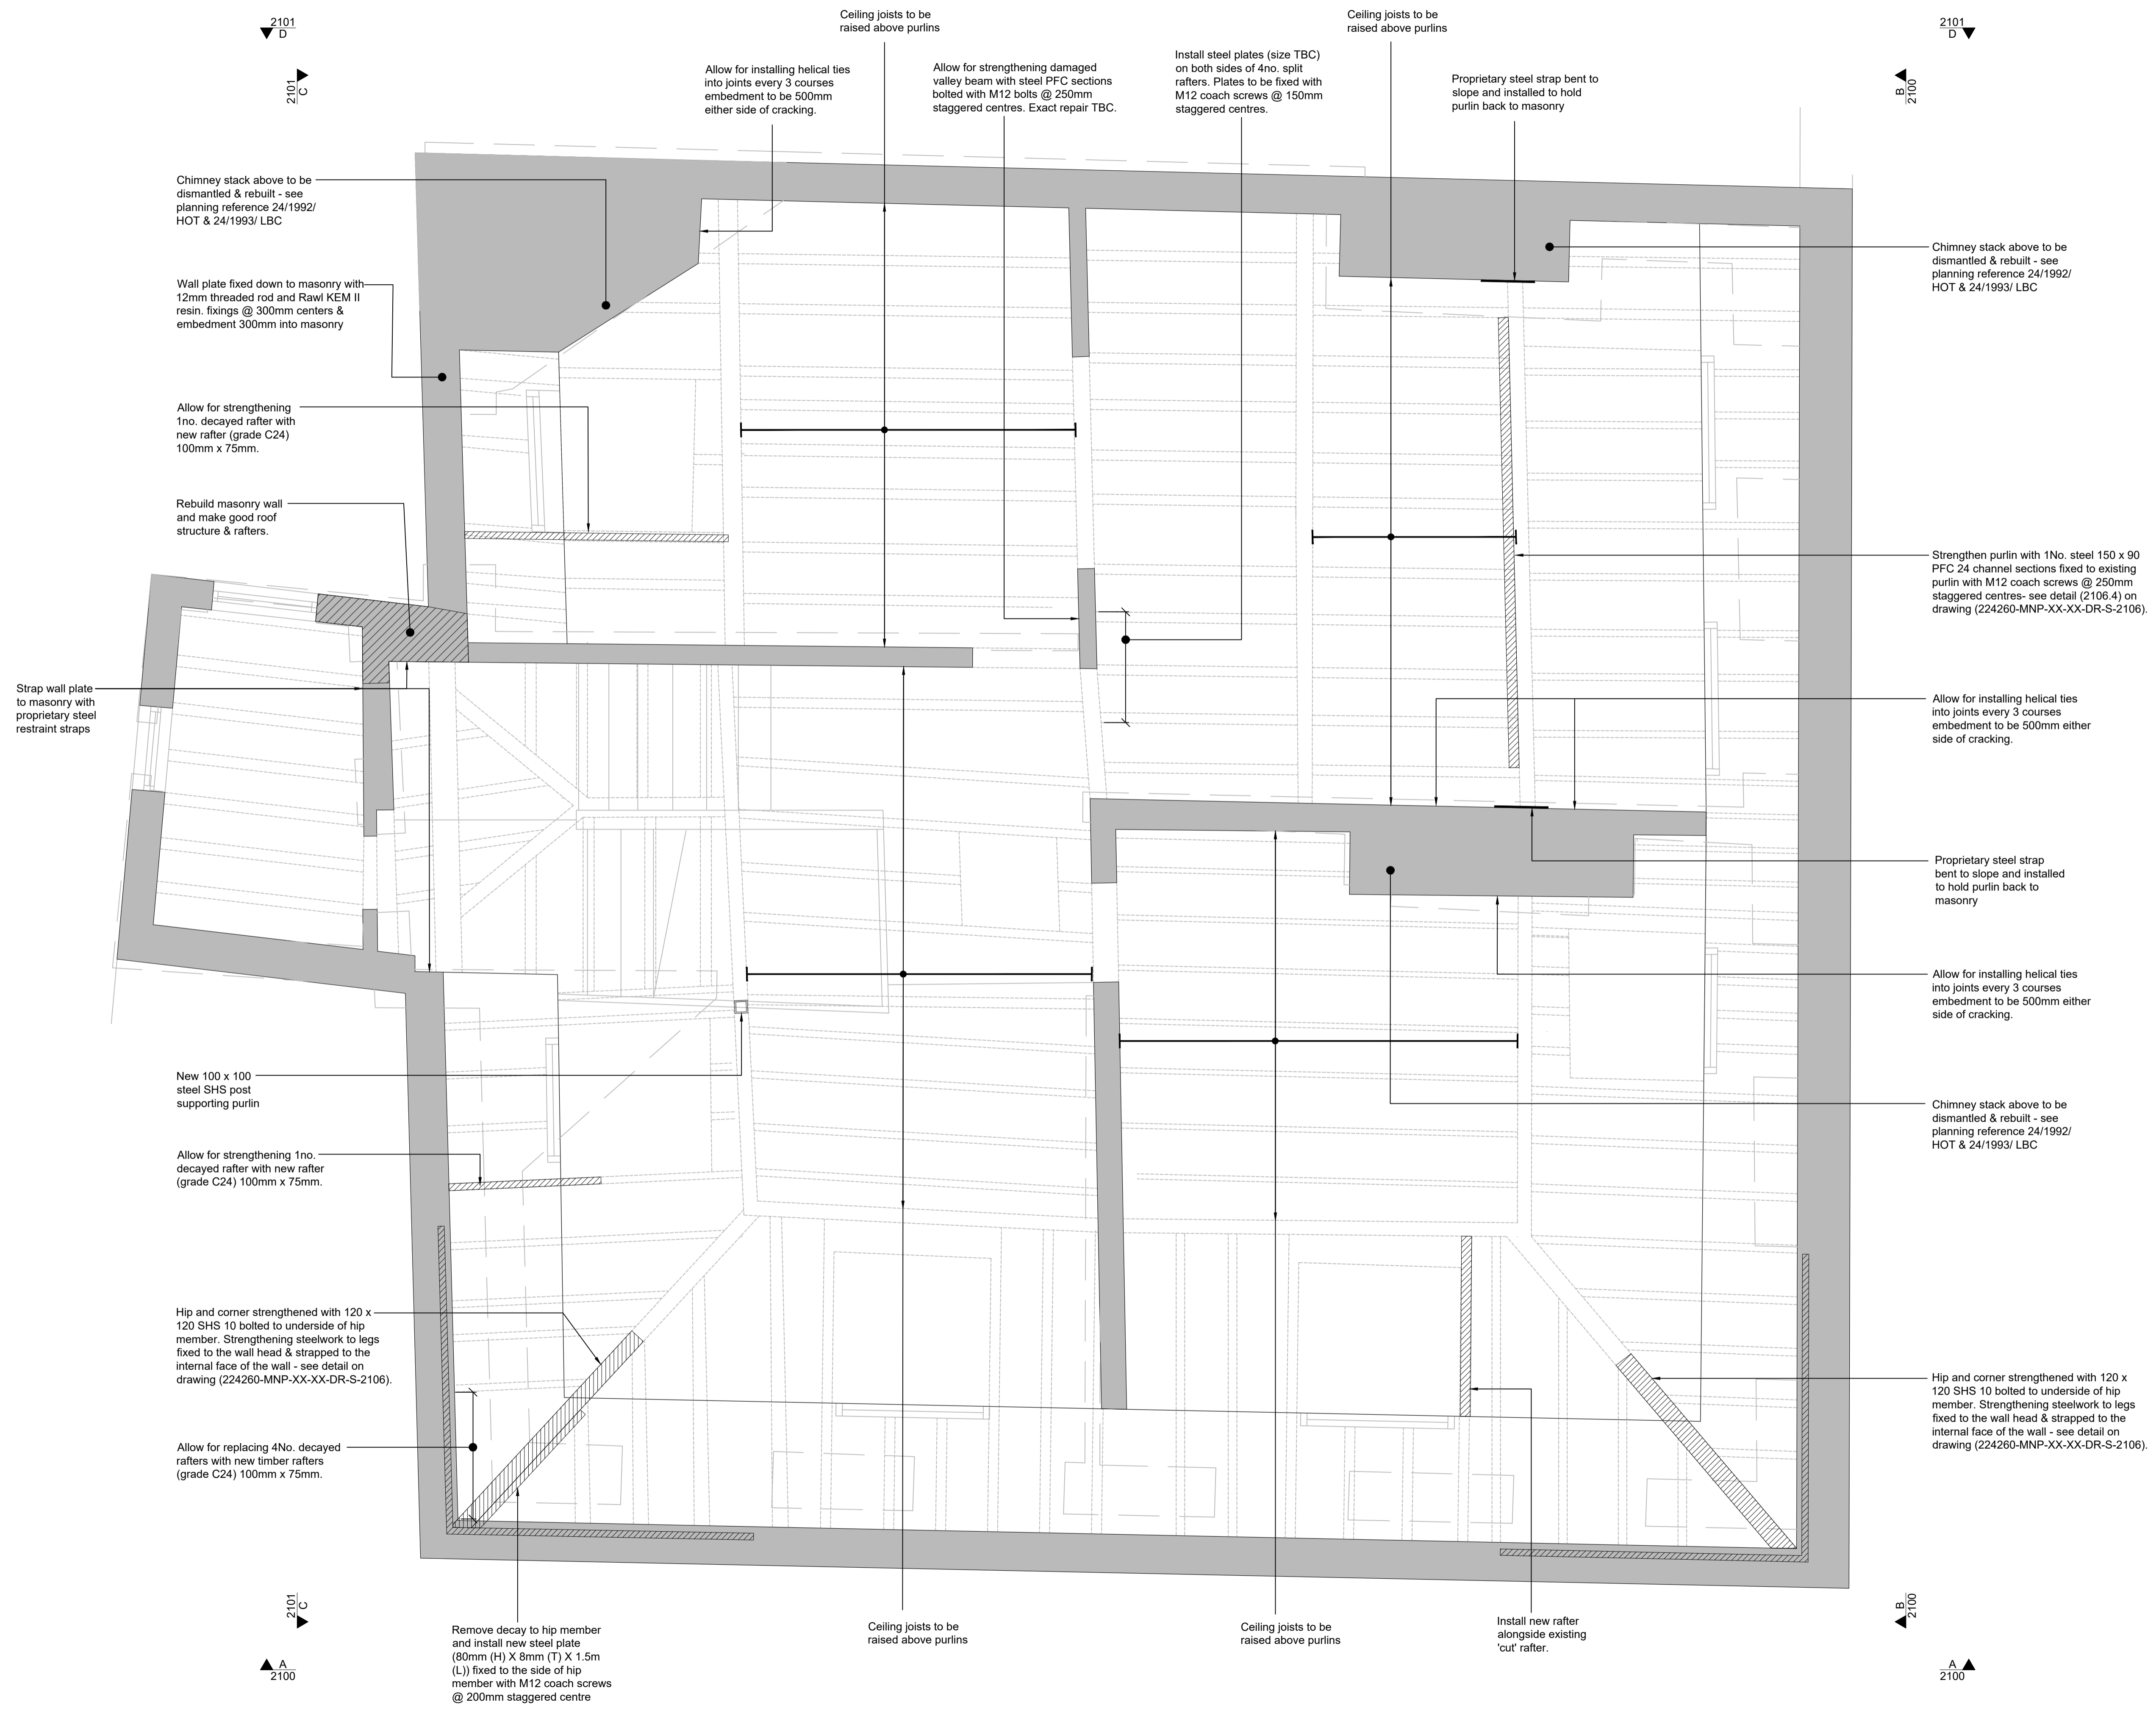 2101
D
2101
C
Ceiling joists to be
raised above purlins
Allow for installing helical ties
into joints every 3 courses
embedment to be 500mm
either side of cracking.
Allow for strengthening damaged
valley beam with steel PFC sections
bolted with M12 bolts @ 250mm
staggered centres. Exact repair TBC.
Install steel plates (size TBC)
on both sides of 4no. split
rafters. Plates to be fixed with
M12 coach screws @ 150mm
staggered centres.
Ceiling joists to be
raised above purlins
Proprietary steel strap bent to
slope and installed to hold
purlin back to masonry
2101
D
B
2100
Chimney stack above to be
dismantled & rebuilt - see
planning reference 24/1992/
HOT & 24/1993/ LBC
Wall plate fixed down to masonry with
12mm threaded rod and Rawl KEM II
resin. fixings @ 300mm centers &
embedment 300mm into masonry
Allow for strengthening
1no. decayed rafter with
new rafter (grade C24)
100mm x 75mm.
Rebuild masonry wall
and make good roof
structure & rafters.
Strap wall plate
to masonry with
proprietary steel
restraint straps
New 100 x 100
steel SHS post
supporting purlin
Allow for strengthening 1no.
decayed rafter with new rafter
(grade C24) 100mm x 75mm.
Hip and corner strengthened with 120 x
120 SHS 10 bolted to underside of hip
member. Strengthening steelwork to legs
fixed to the wall head & strapped to the
internal face of the wall - see detail on
drawing (224260-MNP-XX-XX-DR-S-2106).
Allow for replacing 4No. decayed
rafters with new timber rafters
(grade C24) 100mm x 75mm.
Chimney stack above to be
dismantled & rebuilt - see
planning reference 24/1992/
HOT & 24/1993/ LBC
Strengthen purlin with 1No. steel 150 x 90
PFC 24 channel sections fixed to existing
purlin with M12 coach screws @ 250mm
staggered centres- see detail (2106.4) on
drawing (224260-MNP-XX-XX-DR-S-2106).
Allow for installing helical ties
into joints every 3 courses
embedment to be 500mm either
side of cracking.
Proprietary steel strap
bent to slope and installed
to hold purlin back to
masonry
Allow for installing helical ties
into joints every 3 courses
embedment to be 500mm either
side of cracking.
Chimney stack above to be
dismantled & rebuilt - see
planning reference 24/1992/
HOT & 24/1993/ LBC
Hip and corner strengthened with 120 x
120 SHS 10 bolted to underside of hip
member. Strengthening steelwork to legs
fixed to the wall head & strapped to the
internal face of the wall - see detail on
drawing (224260-MNP-XX-XX-DR-S-2106).
2101
C
A
2100
Remove decay to hip member
and install new steel plate
(80mm (H) X 8mm (T) X 1.5m
(L)) fixed to the side of hip
member with M12 coach screws
@ 200mm staggered centre
Ceiling joists to be
raised above purlins
Ceiling joists to be
raised above purlins
Install new rafter
alongside existing
'cut' rafter.
B
2100
A
2100